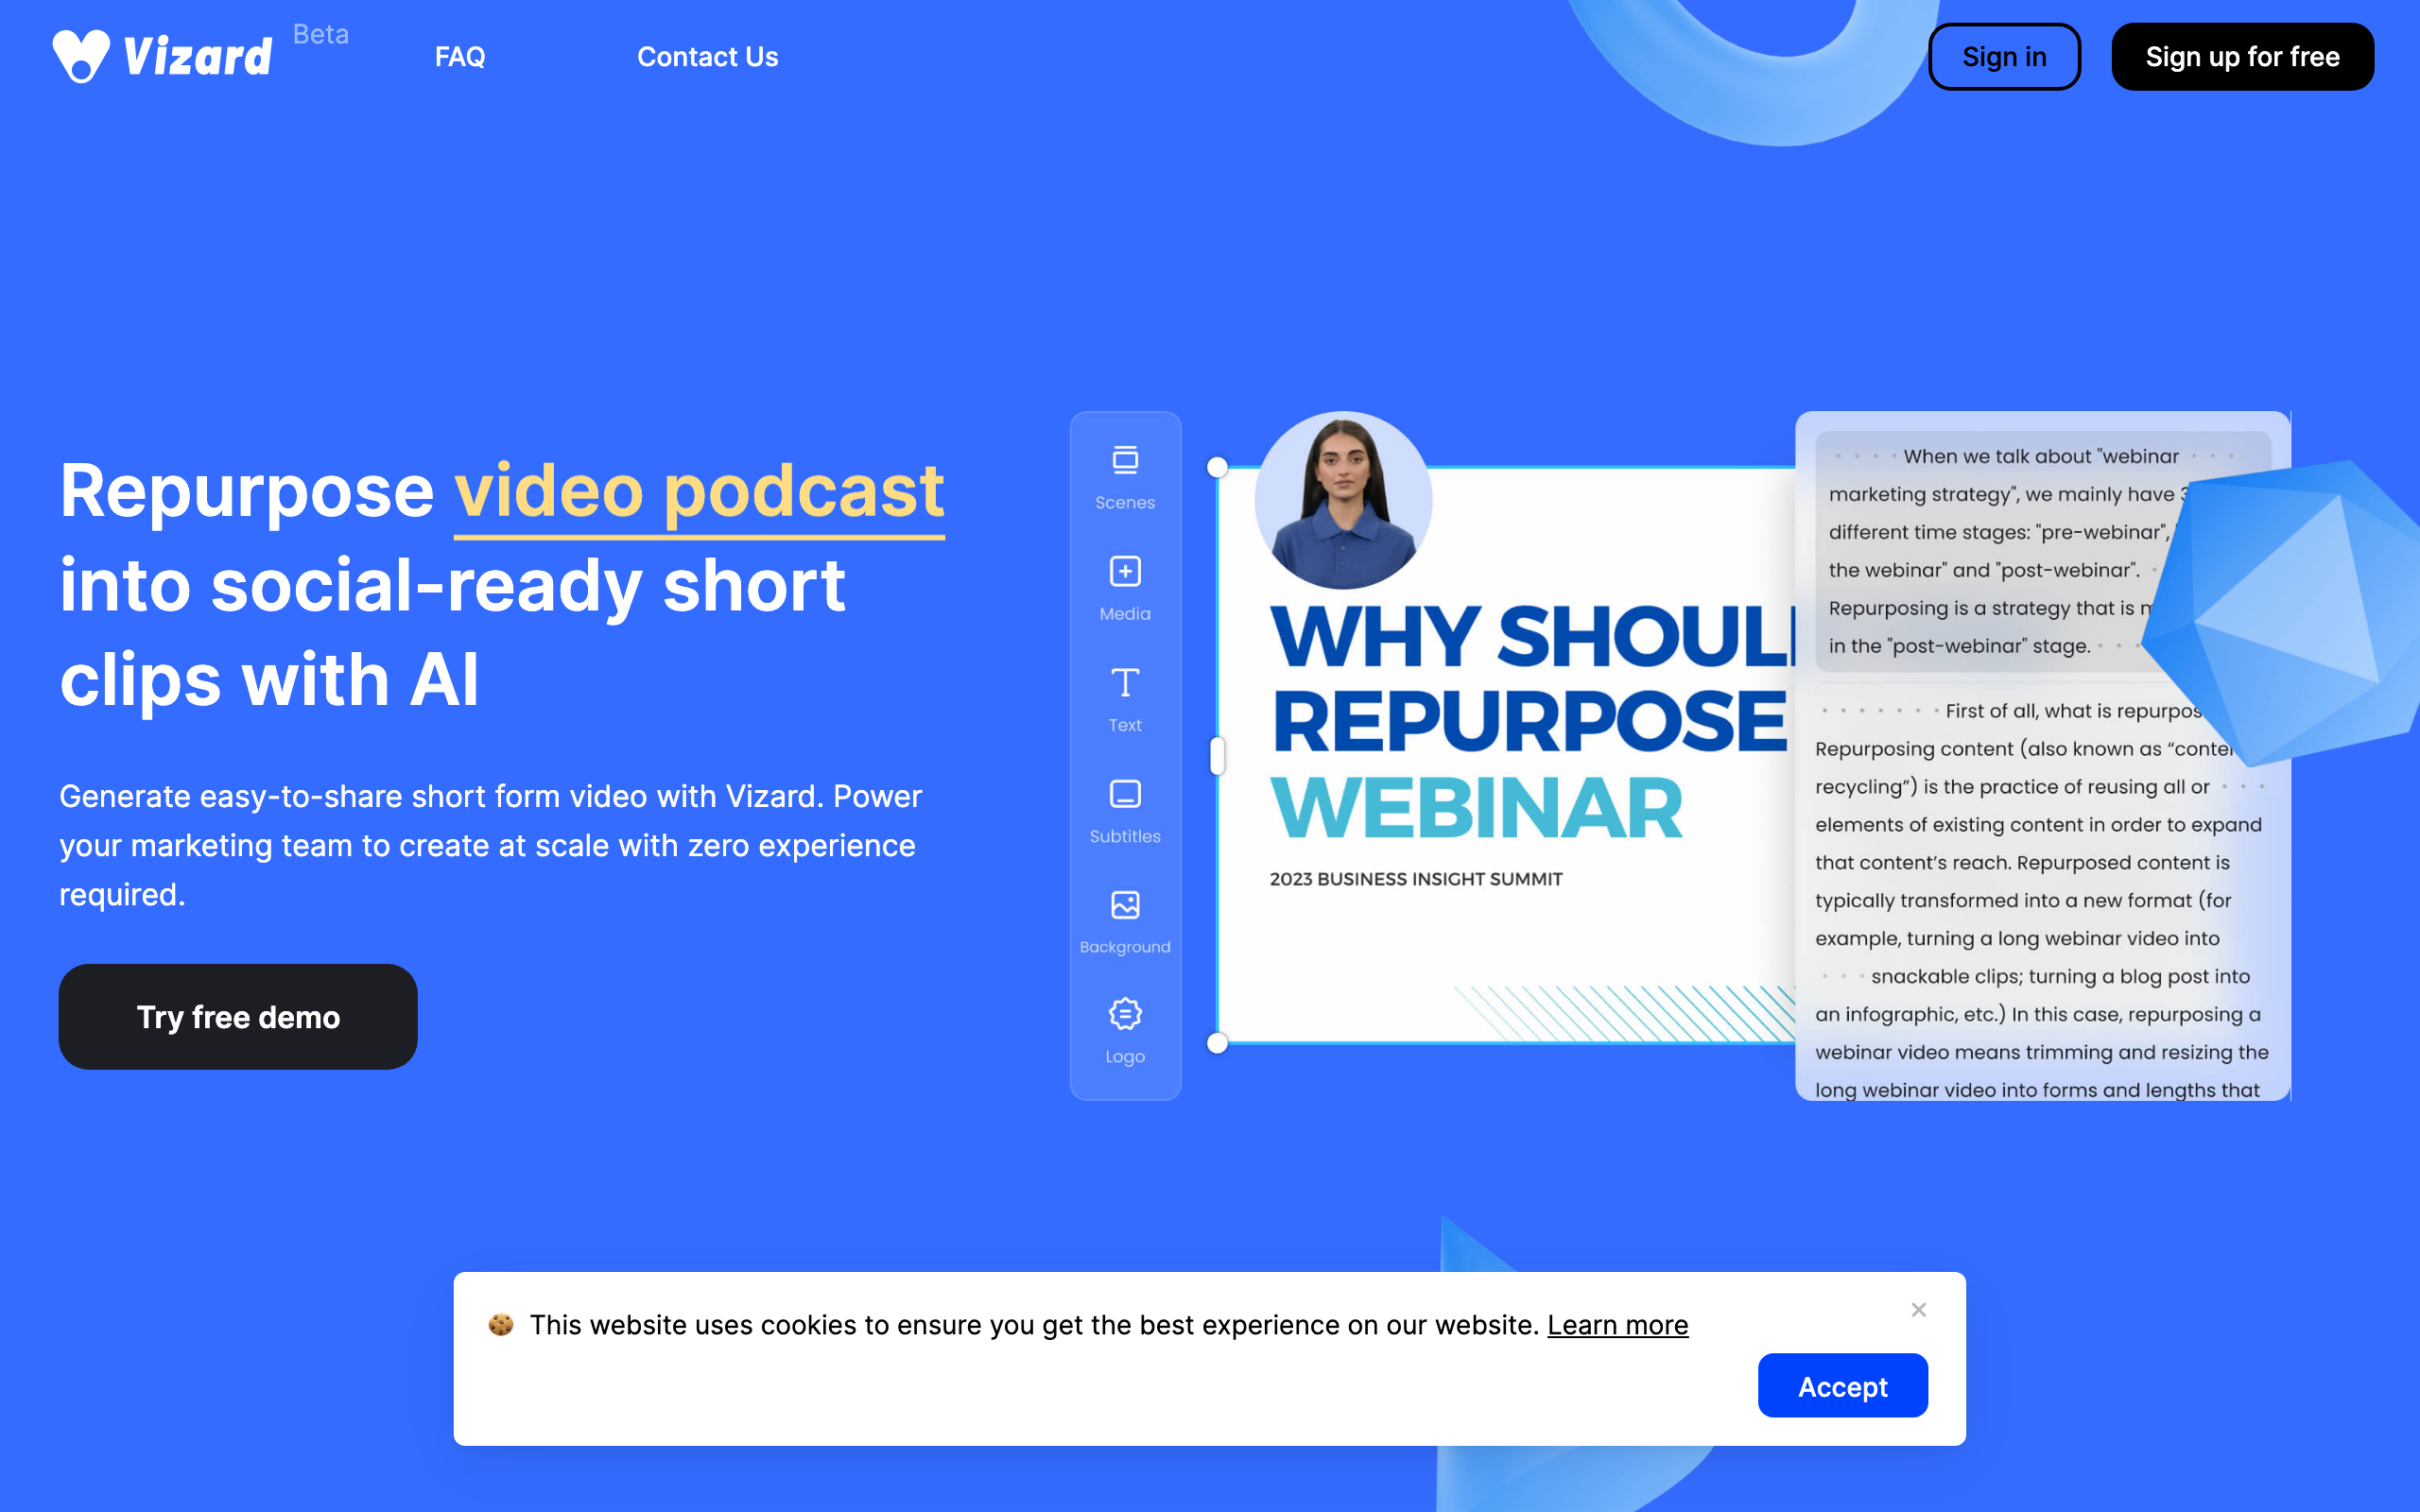 Vizard Beta
FAQ
Contact Us
Sign in
Sign up for free
Repurpose video podcast
into social-ready short
clips with AI
Generate easy-to-share short form video with Vizard. Power
your marketing team to create at scale with zero experience
required.
Try free demo
Scenes
Media
Text
Subtitles
Background
Logo
WHY SHOUL
REPURPOSE
WEBINAR
2023 BUSINESS INSIGHT SUMMIT
When we talk about "webinar
marketing strategy", we mainly have
different time stages: "pre-webinar",
the webinar" and "post-webinar".
Repurposing is a strategy that is
in the "post-webinar" stage.
First of all, what is
Repurposing content (also known as “
recycling”) is the practice of reusing all or
elements of existing content in order to expand
that content’s reach. Repurposed content is
typically transformed into a new format (for
example, turning a long webinar video into
snackable clips; turning a blog post into
an infographic, etc.) In this case, repurposing a
webinar video means trimming and resizing the
long webinar video into forms and lengths that
This website uses cookies to ensure you get the best experience on our website. Learn more
Accept